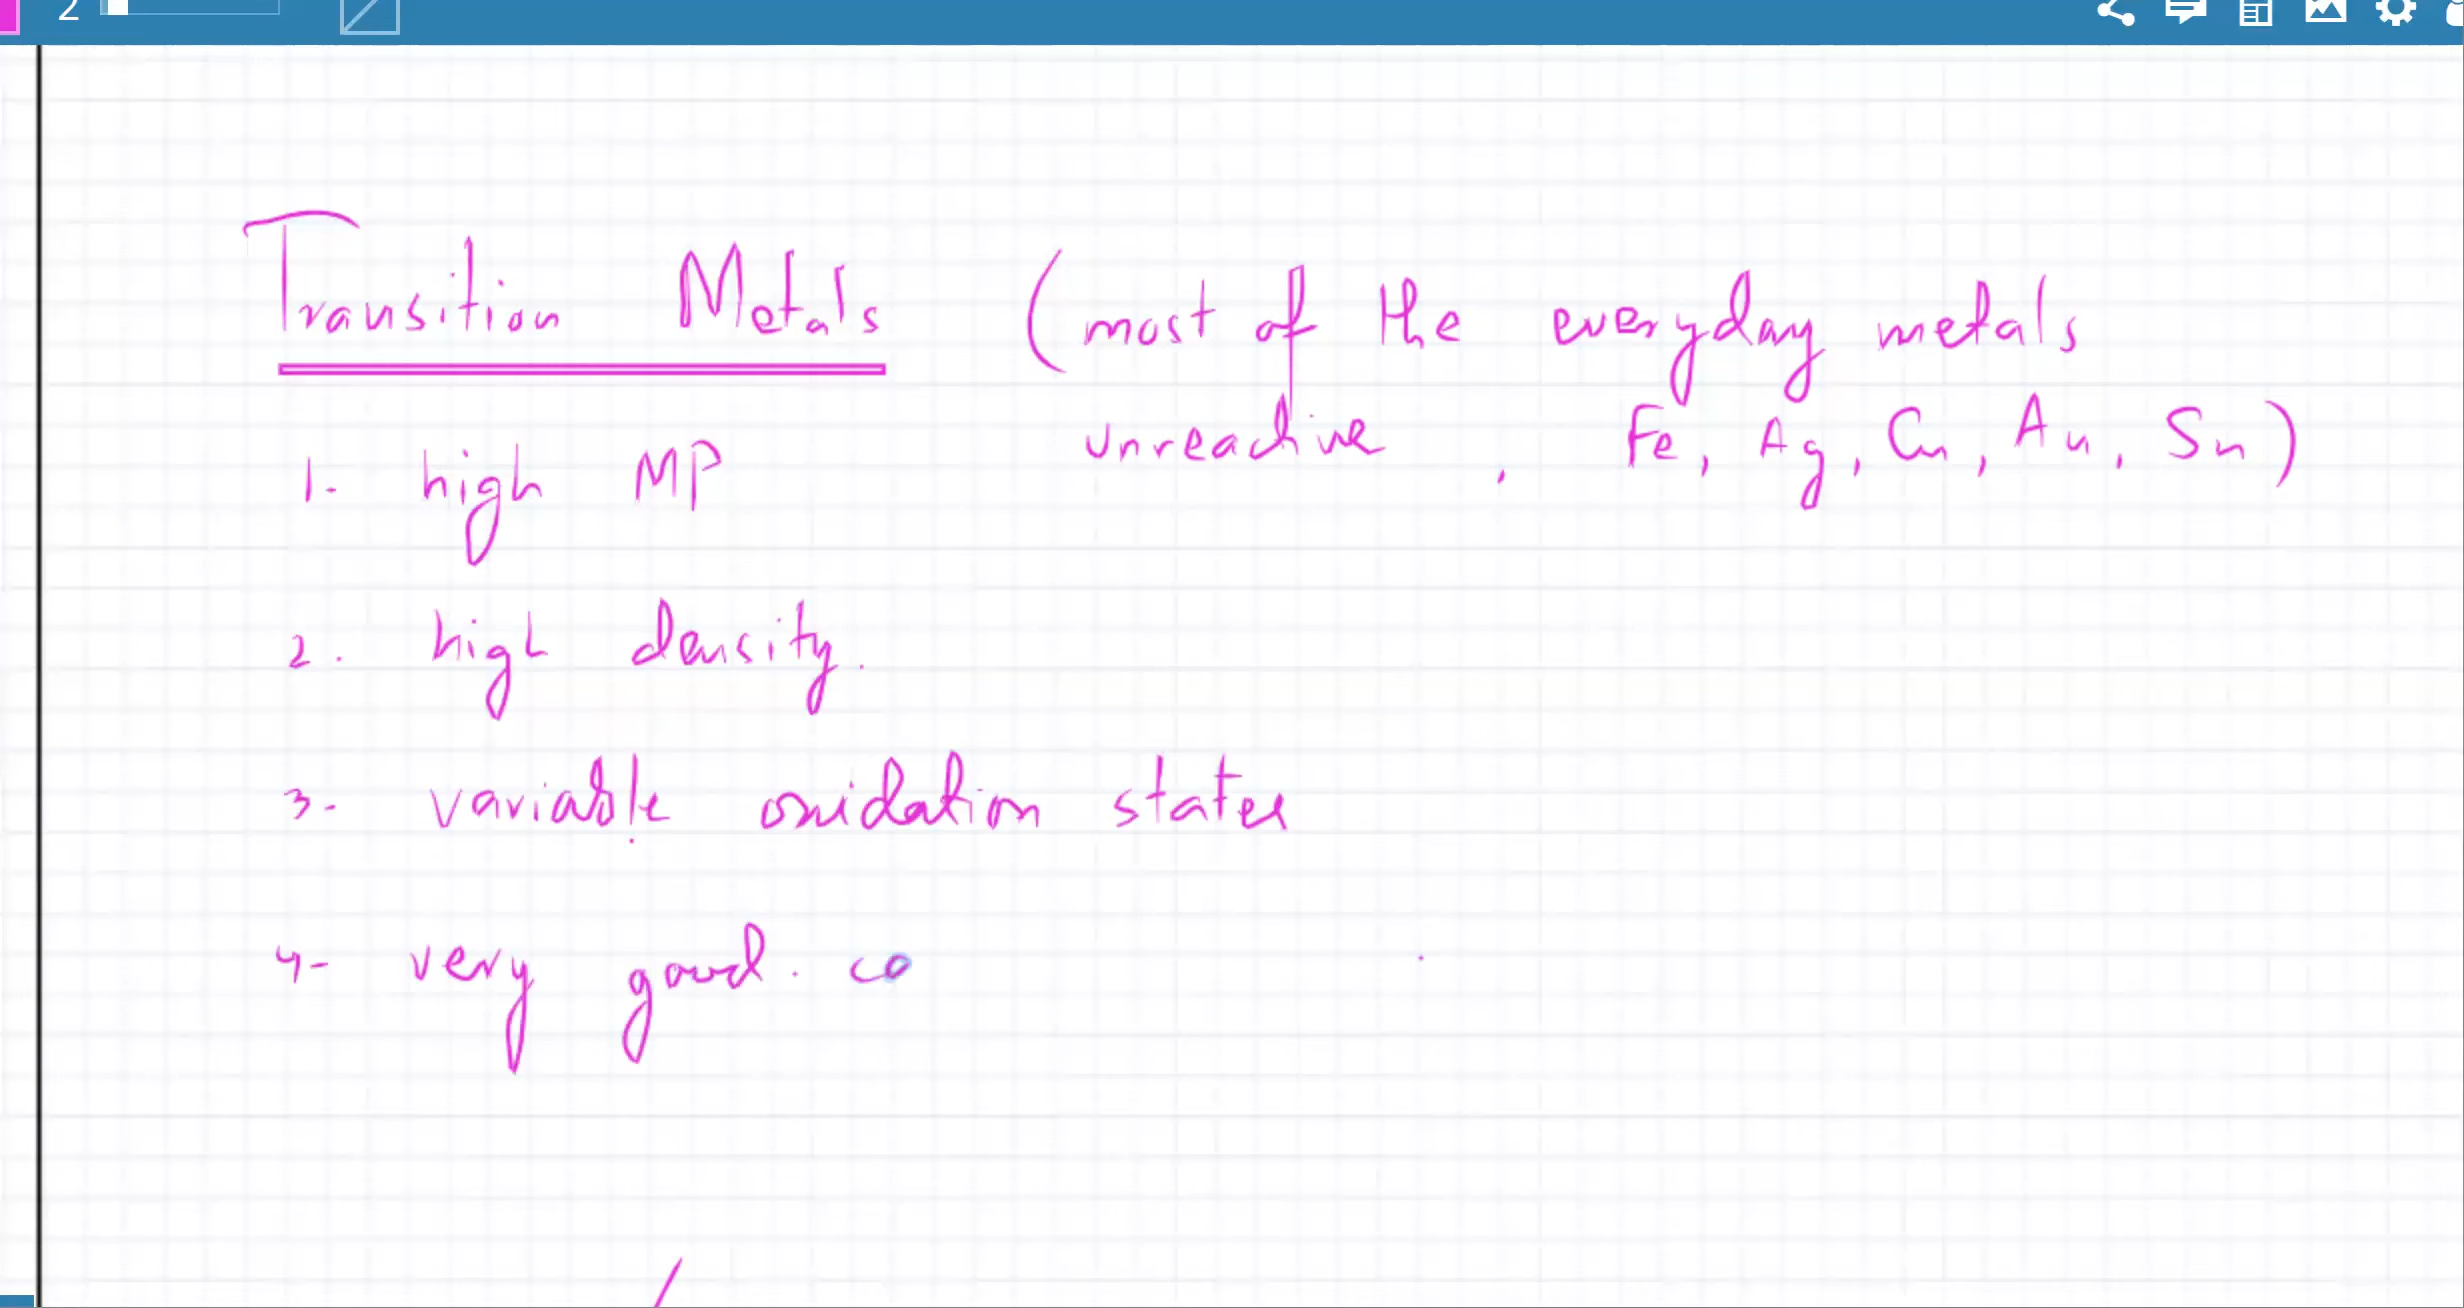 2
Transition Metals (most of the everyday metals
unreactive, Fe, Ag, Cu, Au, Sn)
1- high MP
2. high density.
3- variable oxidation states
4- very good. co